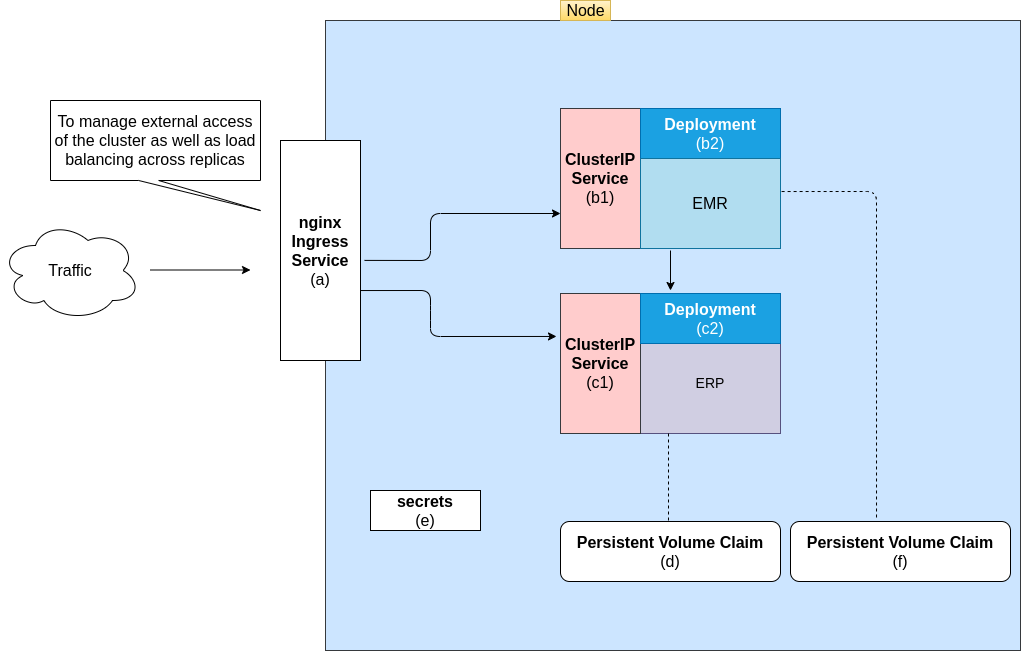 Node
To manage external access
of the cluster as well as load
balancing across replicas
Traffic
nginx
Ingress
Service
(a)
ClusterIP
Service
(b1)
Deployment
(b2)
EMR
ClusterIP
Service
(c1)
Deployment
(c2)
ERP
secrets
(e)
Persistent Volume Claim
(d)
Persistent Volume Claim
(f)